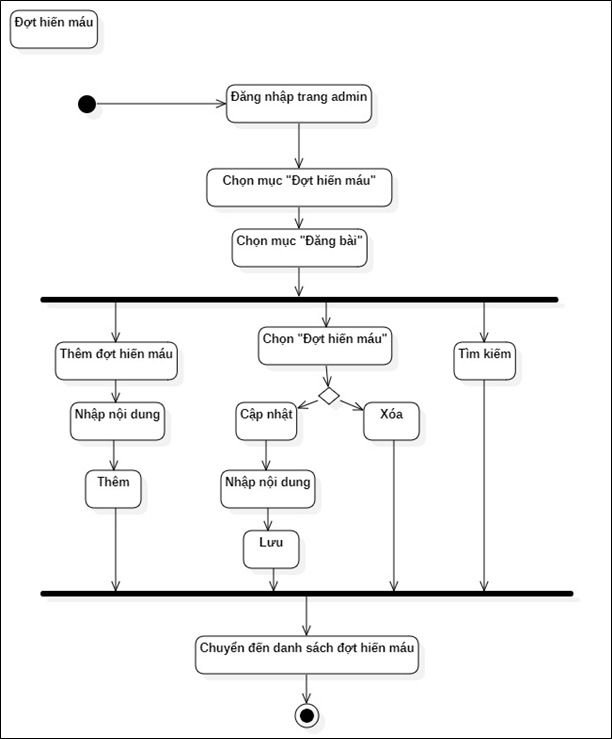 Đợt hiến máu
Đăng nhập trang admin
Chọn mục "Đợt hiến máu"
Chọn mục "Đăng bài"
Thêm đợt hiến máu
Chọn "Đợt hiến máu"
Tìm kiếm
Nhập nội dung
Cập nhật
Xóa
Thêm
Nhập nội dung
Lưu
Chuyển đến danh sách đợt hiến máu